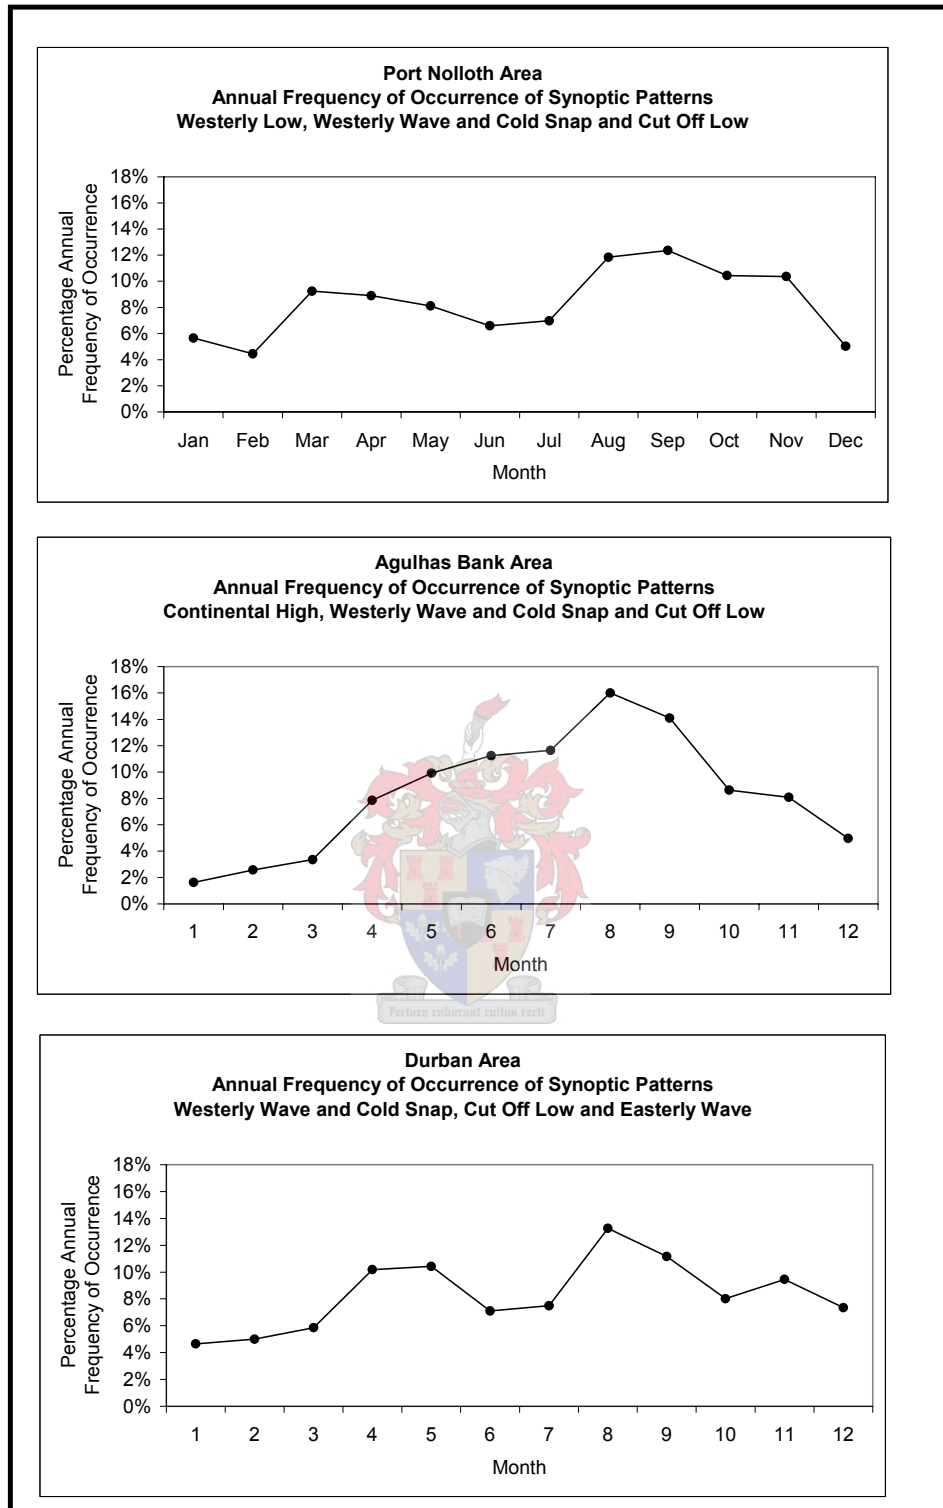 Port Nolloth Area
Annual Frequency of Occurrence of Synoptic Patterns
Westerly Low, Westerly Wave and Cold Snap and Cut Off Low
Percentage Annual
Frequency of Occurrence
18%
16%
14%
12%
10%
8%
6%
4%
2%
0%
Jan Feb Mar Apr May Jun Jul Aug Sep Oct Nov Dec
Month
Agulhas Bank Area
Annual Frequency of Occurrence of Synoptic Patterns
Continental High, Westerly Wave and Cold Snap and Cut Off Low
Percentage Annual
Frequency of Occurrence
18%
16%
14%
12%
10%
8%
6%
4%
2%
0%
1 2 3 4 5 6 7 8 9 10 11 12
Month
Pectora roborant cultus recti
Durban Area
Annual Frequency of Occurrence of Synoptic Patterns
Westerly Wave and Cold Snap, Cut Off Low and Easterly Wave
Percentage Annual
Frequency of Occurrence
18%
16%
14%
12%
10%
8%
6%
4%
2%
0%
1 2 3 4 5 6 7 8 9 10 11 12
Month